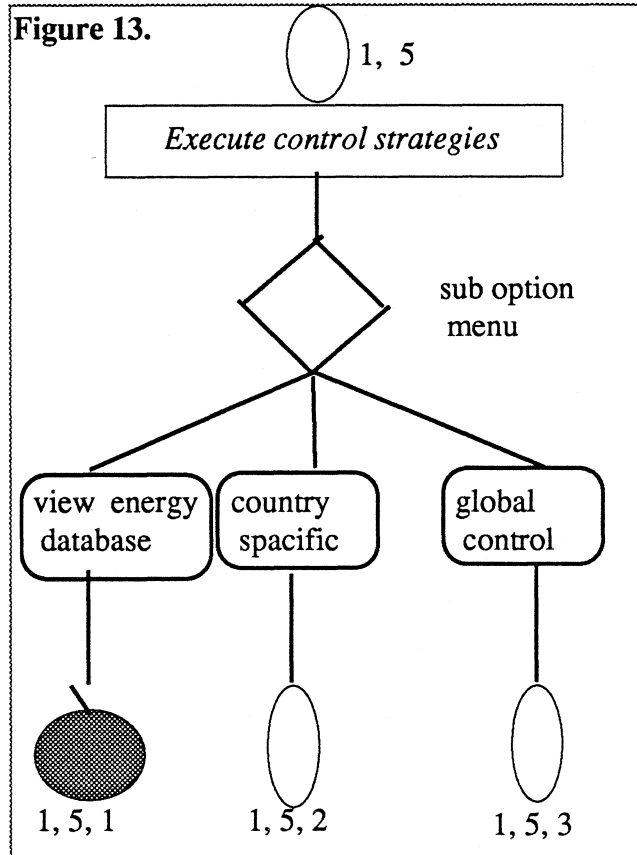 Figure 13.
1, 5
Execute control strategies
sub option
menu
view energy
database
country
spacific
global
control
1, 5, 1
1, 5, 2
1, 5, 3